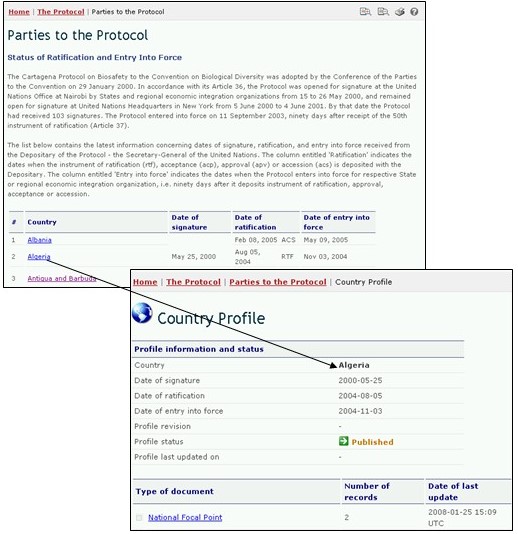 Home | The Protocol | Parties to the Protocol
Parties to the Protocol
Status of Ratification and Entry Into Force
The Cartagena Protocol on Biosafety to the Convention on Biological Diversity was adopted by the Conference of the Parties
to the Convention on 29 January 2000. In accordance with its Article 36, the Protocol was opened for signature at the United
Nations Office at Nairobi by States and regional economic integration organizations from 15 to 26 May 2000, and remained
open for signature at United Nations Headquarters in New York from 5 June 2000 to 4 June 2001. By that date the Protocol
had received 103 signatures. The Protocol entered into force on 11 September 2003, ninety days after receipt of the 50th
instrument of ratification (Article 37).
The list below contains the latest information concerning dates of signature, ratification, and entry into force received from
the Depositary of the Protocol - the Secretary-General of the United Nations. The column entitled 'Ratification' indicates the
dates when the instrument of ratification (rtf), acceptance (acp), approval (apv) or accession (acs) is deposited with the
Depositary. The column entitled 'Entry into force' indicates the dates when the Protocol enters into force for respective State
or regional economic integration organization, i.e. ninety days after it deposits instrument of ratification, approval,
acceptance or accession.
# Country Date of signature Date of ratification Date of entry into force
1 Albania Feb 08, 2005 ACS May 09, 2005
2 Algeria May 25, 2000 Aug 05, 2004 RTF Nov 03, 2004
3 Antigua and Barbuda
Home | The Protocol | Parties to the Protocol | Country Profile
Country Profile
Profile information and status
Country Algeria
Date of signature 2000-05-25
Date of ratification 2004-08-05
Date of entry into force 2004-11-03
Profile revision -
Profile status Published
Profile last updated on -
Type of document Number of records Date of last update
National Focal Point 2 2008-01-25 15:09 UTC